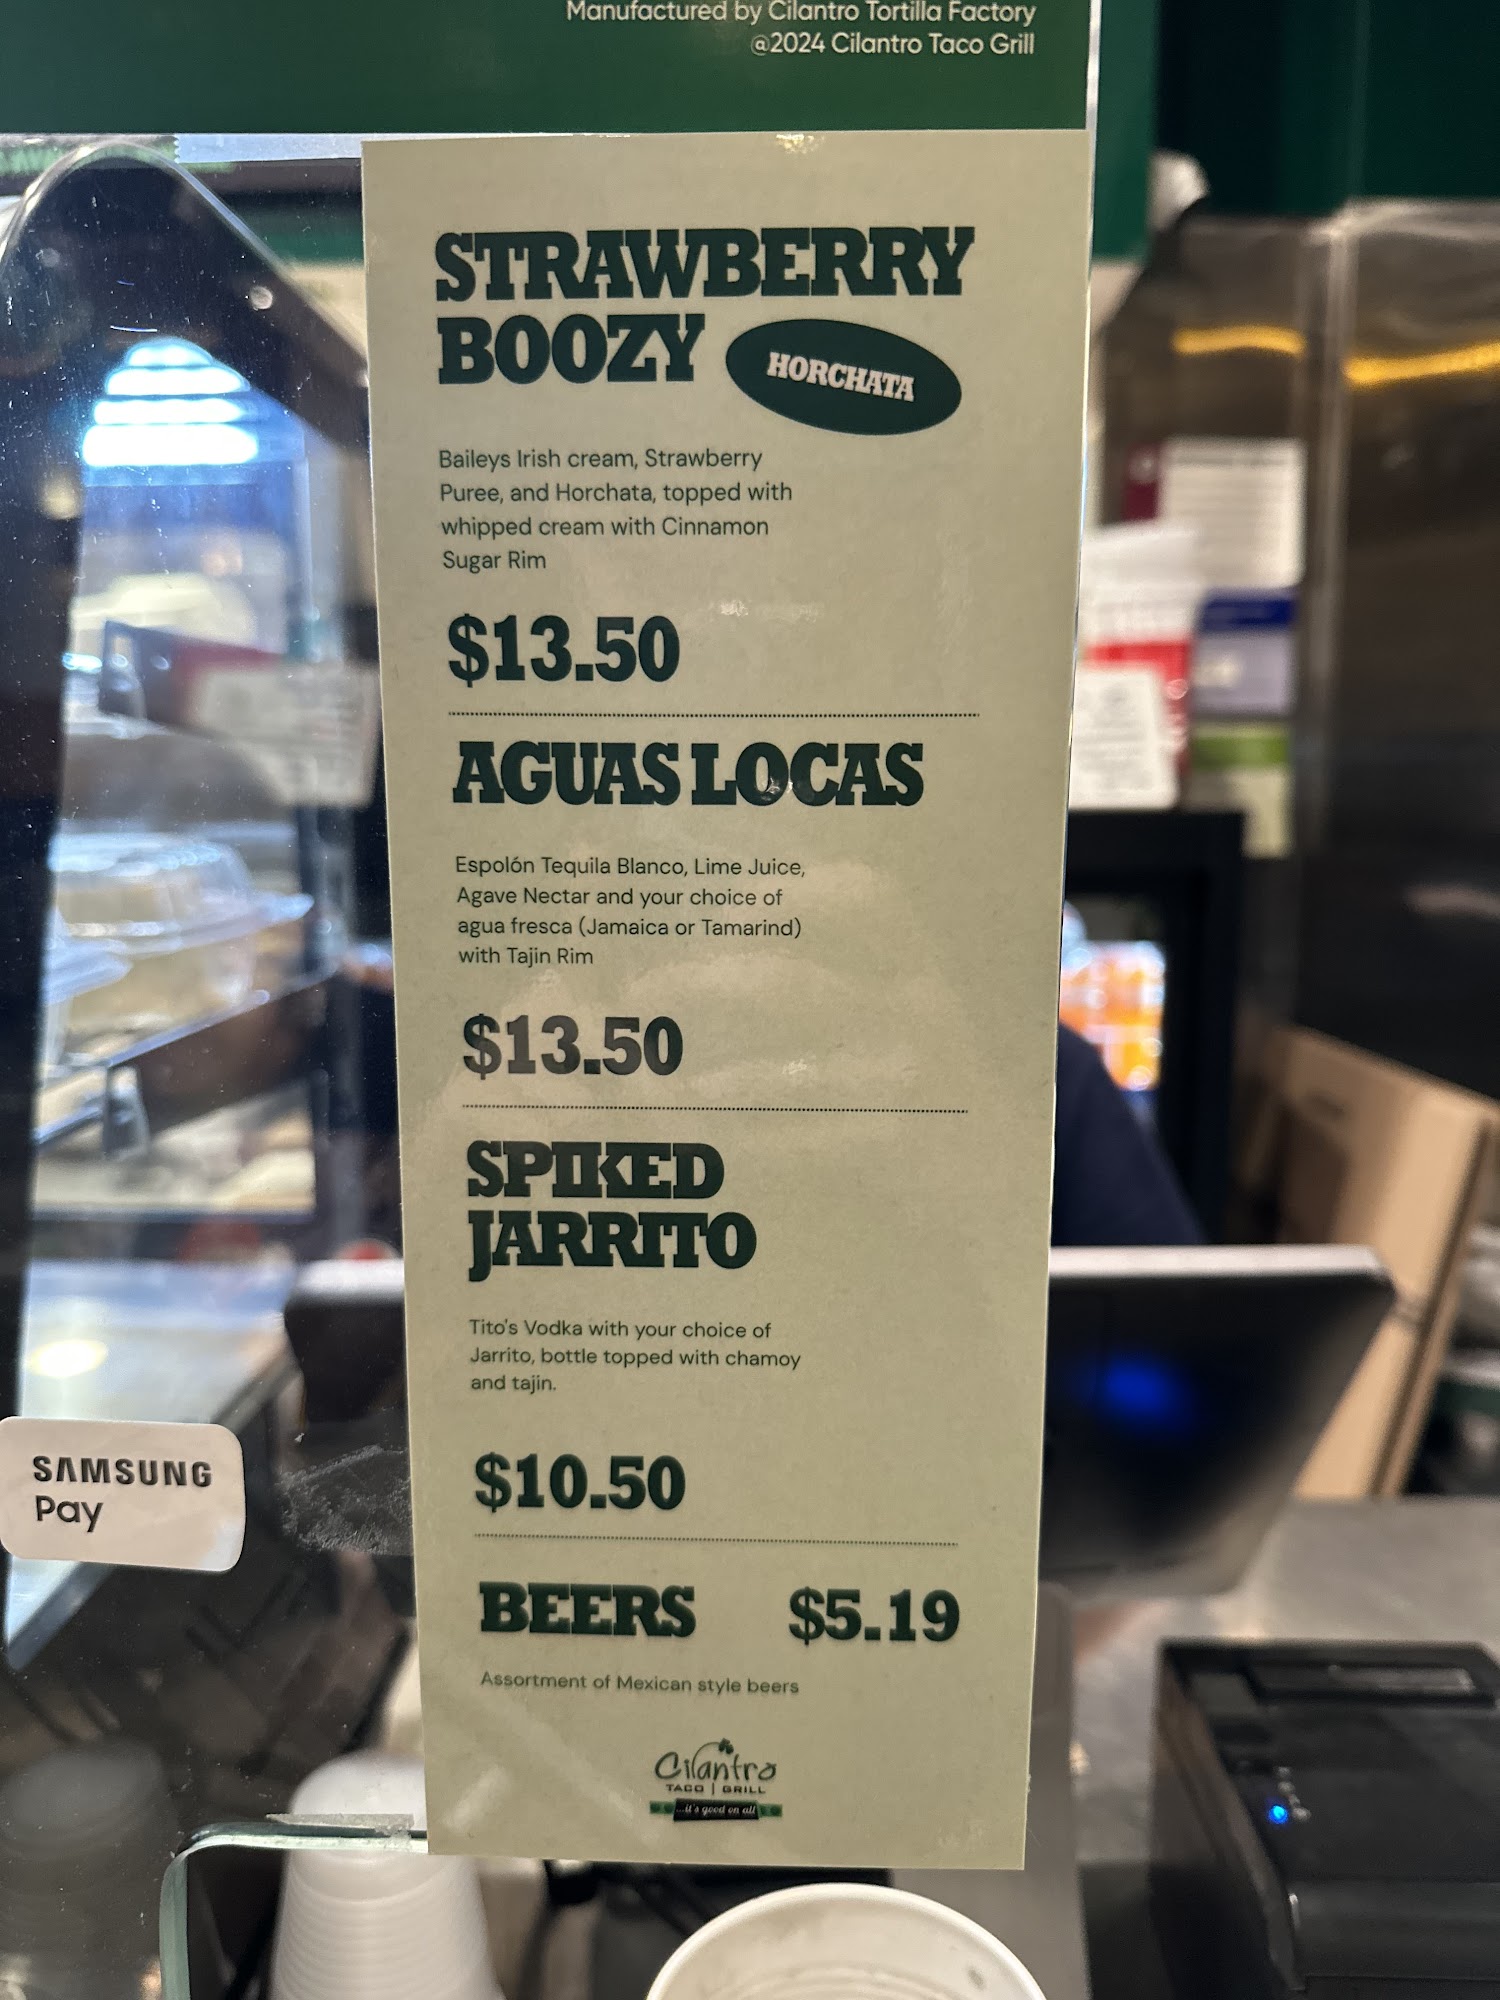 Manufactured by Cilantro Tortilla Factory
@2024 Cilantro Taco Grill
STRAWBERRY
BOOZY HORCHATA
Baileys Irish cream, Strawberry
Puree, and Horchata, topped with
whipped cream with Cinnamon
Sugar Rim
$13.50
AGUAS LOCAS
Espolón Tequila Blanco, Lime Juice,
Agave Nectar and your choice of
agua fresca (Jamaica or Tamarind)
with Tajin Rim
$13.50
SPIKED
JARRITO
Tito's Vodka with your choice of
Jarrito, bottle topped with chamoy
and tajin.
$10.50
BEERS $5.19
Assortment of Mexican style beers
Cilantro
TACO | GRILL
...it's good on all
SAMSUNG
Pay